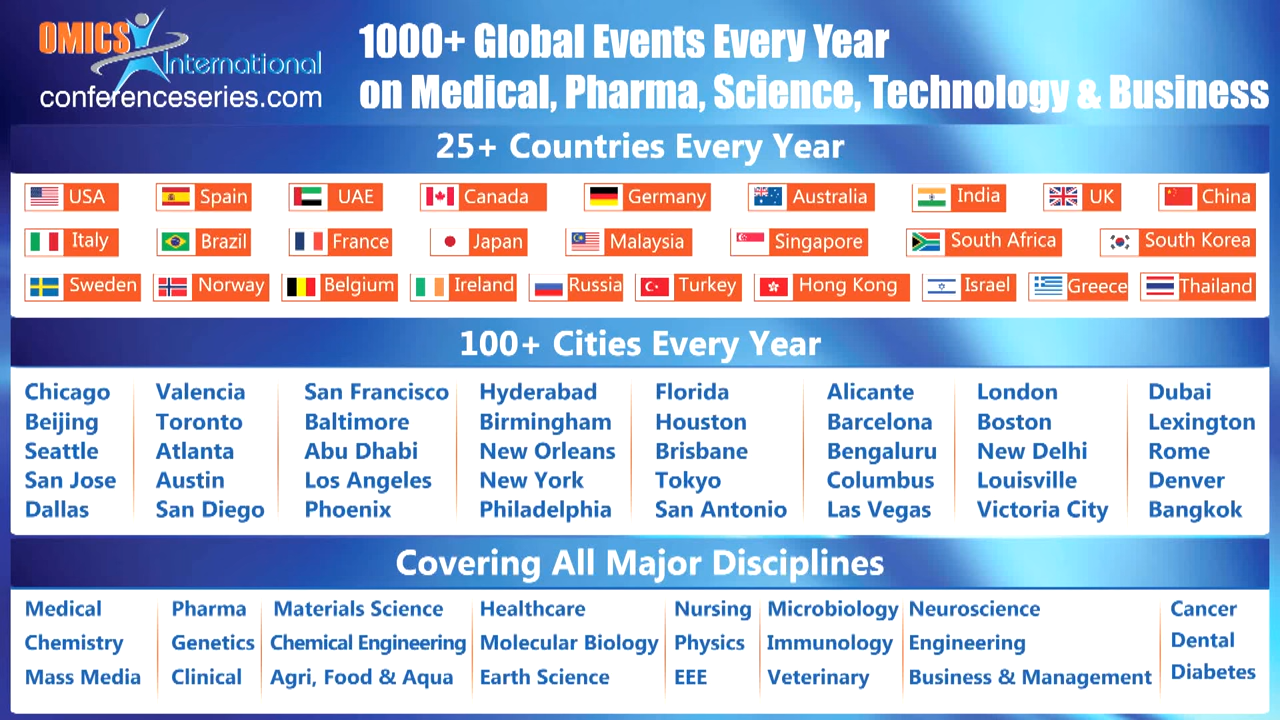 OMICS International
conferenceseries.com
1000+ Global Events Every Year
on Medical, Pharma, Science, Technology & Business
25+ Countries Every Year
USA Spain UAE Canada Germany Australia India UK China
Italy Brazil France Japan Malaysia Singapore South Africa South Korea
Sweden Norway Belgium Ireland Russia Turkey Hong Kong Israel Greece Thailand
100+ Cities Every Year
Chicago Valencia San Francisco Hyderabad Florida Alicante London Dubai
Beijing Toronto Baltimore Birmingham Houston Barcelona Boston Lexington
Seattle Atlanta Abu Dhabi New Orleans Brisbane Bengaluru New Delhi Rome
San Jose Austin Los Angeles New York Tokyo Columbus Louisville Denver
Dallas San Diego Phoenix Philadelphia San Antonio Las Vegas Victoria City Bangkok
Covering All Major Disciplines
Medical Pharma Materials Science Healthcare Nursing Microbiology Neuroscience Cancer
Chemistry Genetics Chemical Engineering Molecular Biology Physics Immunology Engineering Dental
Mass Media Clinical Agri, Food & Aqua Earth Science EEE Veterinary Business & Management Diabetes